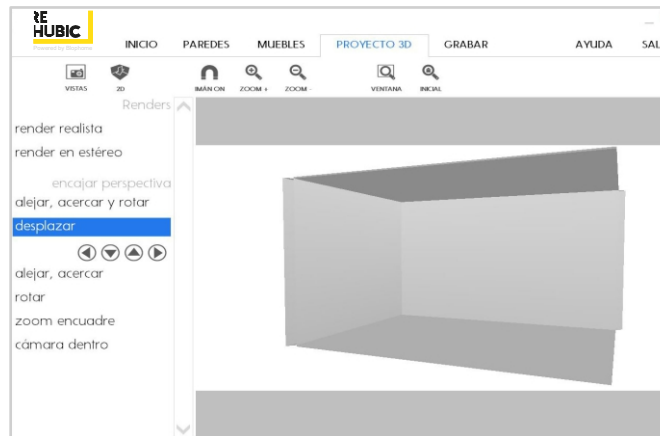 RE
HUBIC
INICIO PAREDES MUEBLES PROYECTO 3D GRABAR AYUDA SAL
VISTAS 2D IMÁN ON ZOOM + ZOOM - VENTANA INICIAL
Renders
render realista
render en estéreo
encajar perspectiva
alejar, acercar y rotar
desplazar
alejar, acercar
rotar
zoom encuadre
cámara dentro